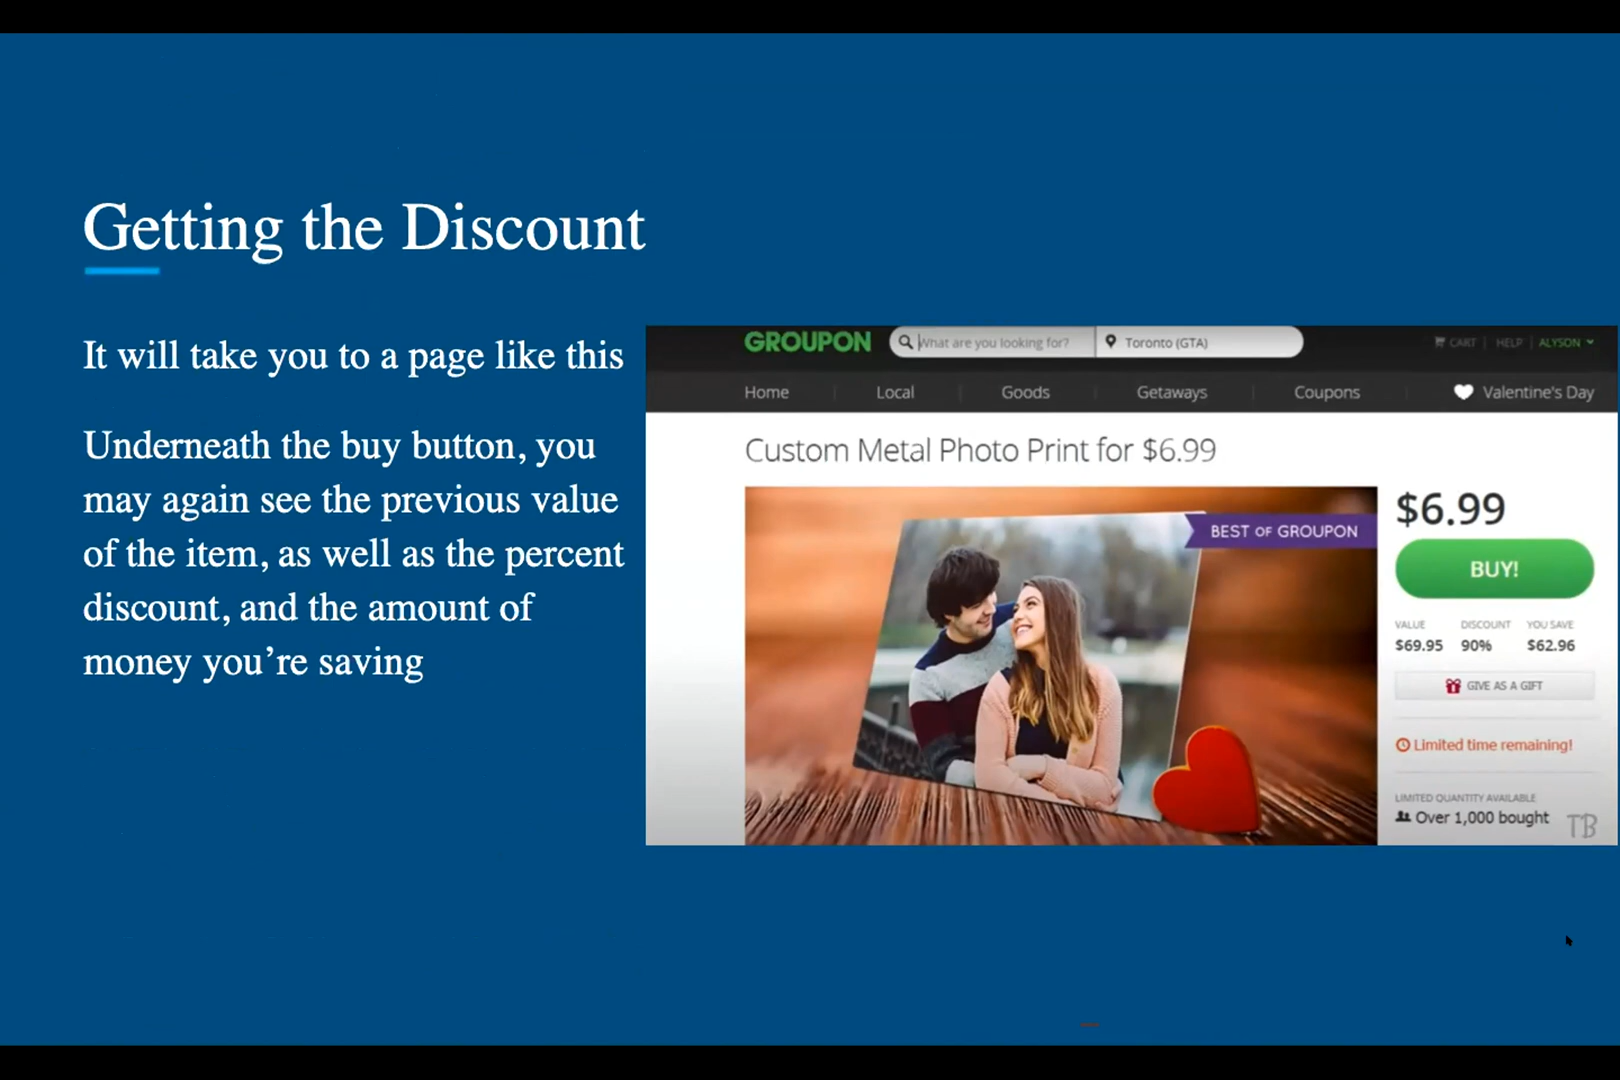 Getting the Discount
It will take you to a page like this
Underneath the buy button, you
may again see the previous value
of the item, as well as the percent
discount, and the amount of
money you're saving
GROUPON
What are you looking for?
Toronto (GTA)
CART | HELP | ALYSON
Home
Local
Goods
Getaways
Coupons
Valentine's Day
Custom Metal Photo Print for $6.99
BEST OF GROUPON
$6.99
BUY!
VALUE DISCOUNT YOU SAVE
$69.95 90% $62.96
GIVE AS A GIFT
Limited time remaining!
LIMITED QUANTITY AVAILABLE
Over 1,000 bought
TB